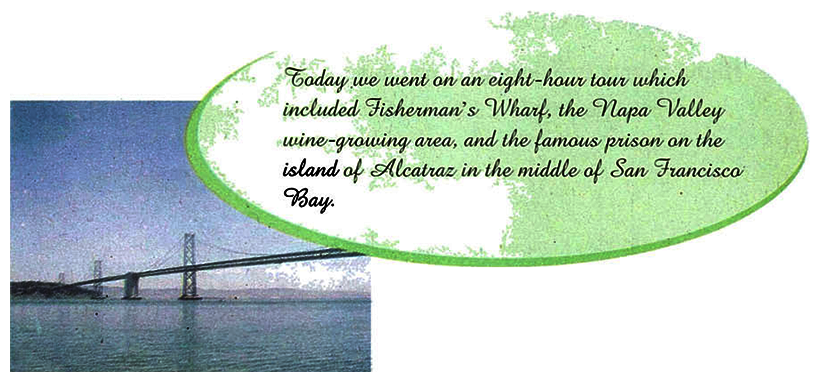 Today we went on an eight-hour tour which
included Fisherman's Wharf, the Napa Valley
wine-growing area, and the famous prison on the
island of Alcatraz in the middle of San Francisco
Bay.